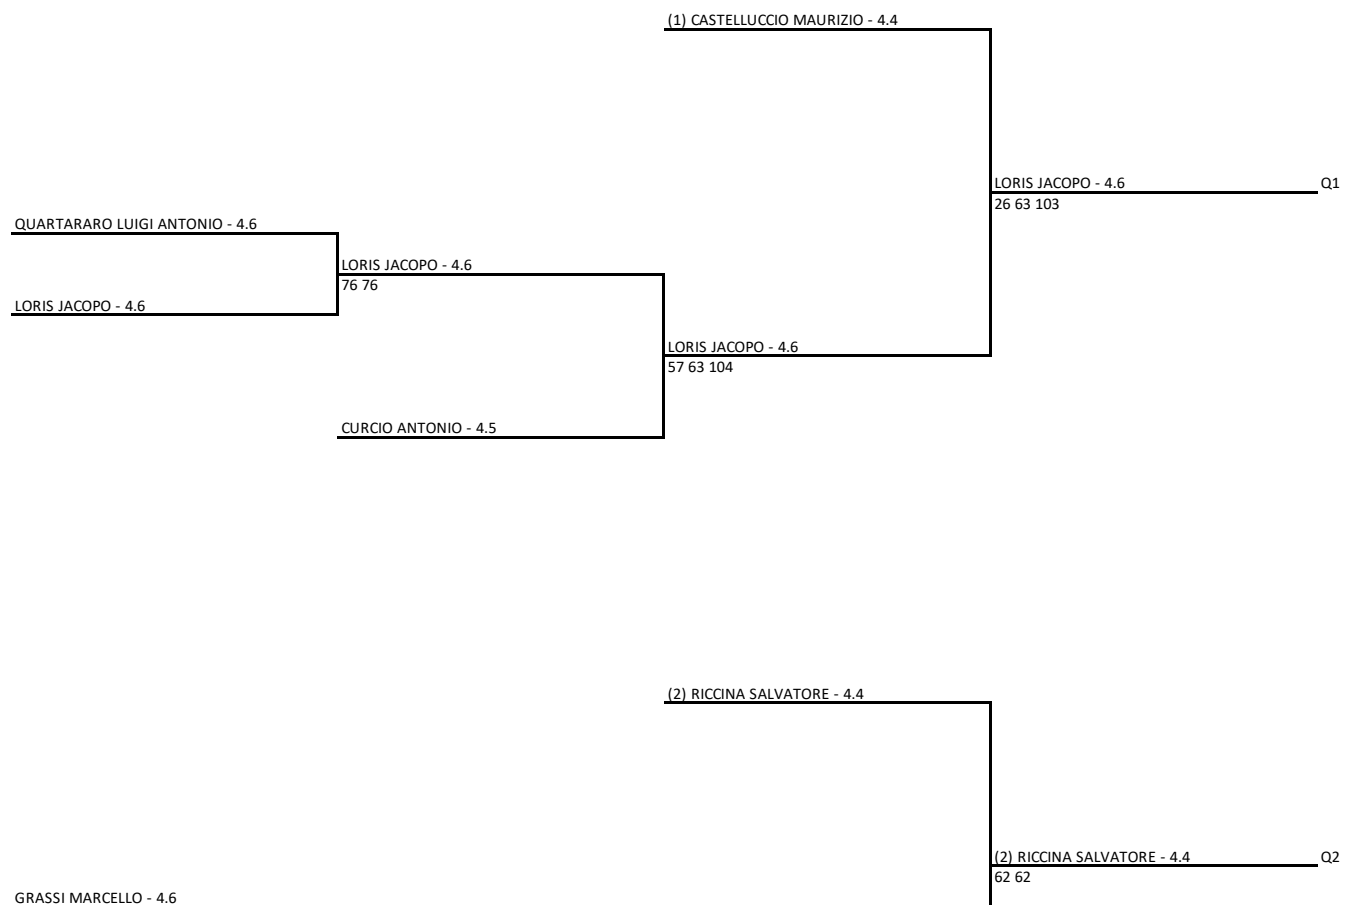 (1) CASTELLUCCIO MAURIZIO - 4.4
LORIS JACOPO - 4.6 Q1
26 63 103
QUARTARARO LUIGI ANTONIO - 4.6
LORIS JACOPO - 4.6
76 76
LORIS JACOPO - 4.6
LORIS JACOPO - 4.6
57 63 104
CURCIO ANTONIO - 4.5
(2) RICCINA SALVATORE - 4.4
(2) RICCINA SALVATORE - 4.4 Q2
62 62
GRASSI MARCELLO - 4.6